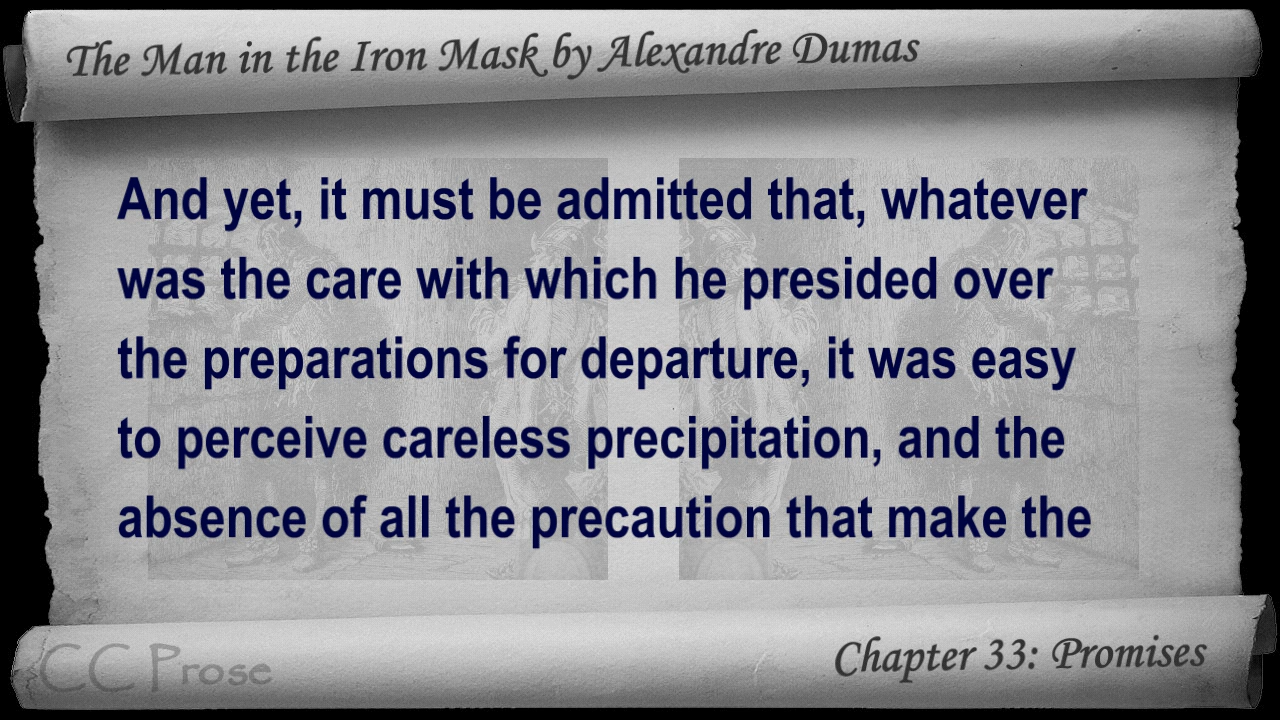 The Man in the Iron Mask by Alexandre Dumas
And yet, it must be admitted that, whatever
was the care with which he presided over
the preparations for departure, it was easy
to perceive careless precipitation, and the
absence of all the precaution that make the
CC Prose
Chapter 33: Promises